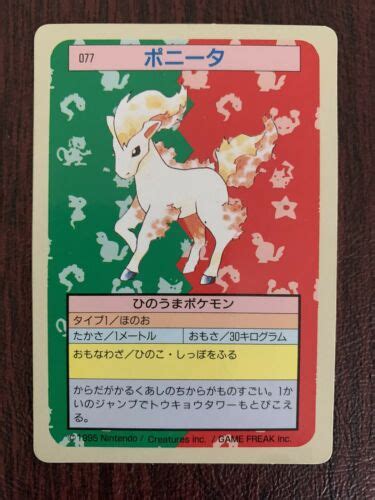 077
ポニータ
ひのうまポケモン
タイプ1/ほのお
たかさ/1メートル おもさ/30キログラム
おもなわざ/ひのこ・しっぽをふる
からだがかるくあしのちからがものすごい。1か
いのジャンプでトウキョウタワーもとびこえ
る。
©1995 Nintendo/Creatures inc./GAME FREAK inc.